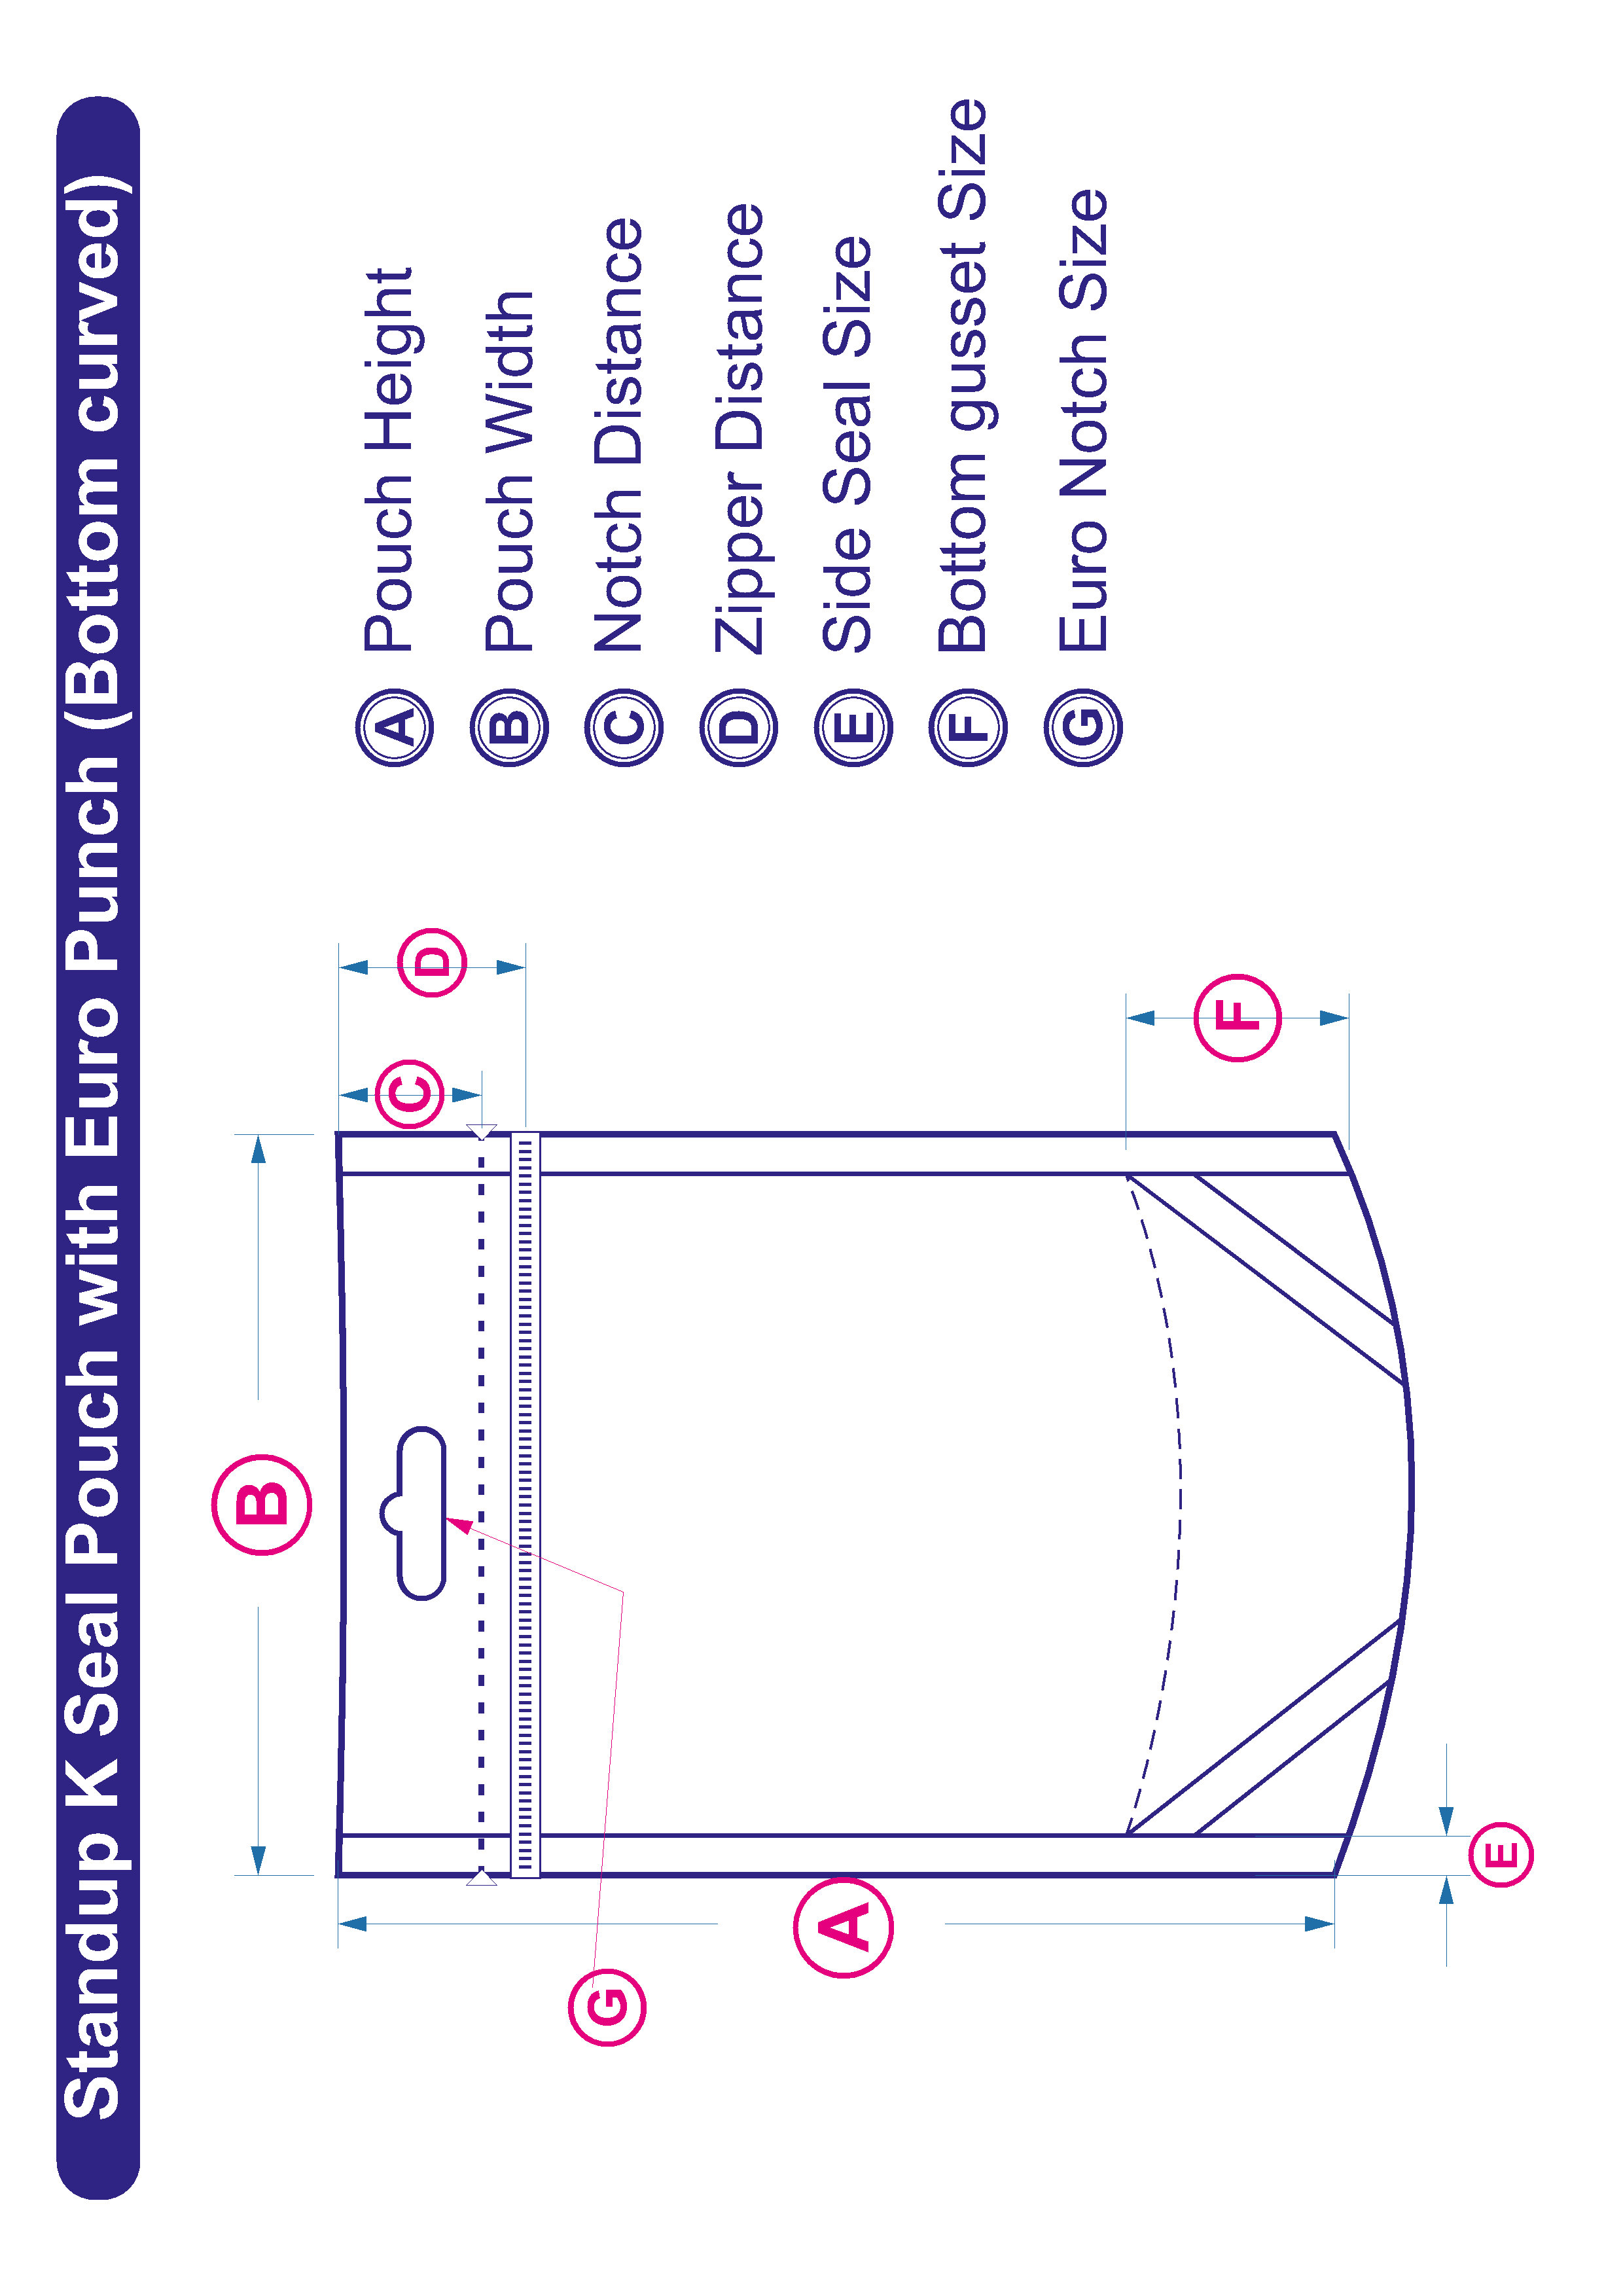 Standup K Seal Pouch with Euro Punch (Bottom curved)
B
C
D
G
A
F
E
A Pouch Height
B Pouch Width
C Notch Distance
D Zipper Distance
E Side Seal Size
F Bottom gusset Size
G Euro Notch Size